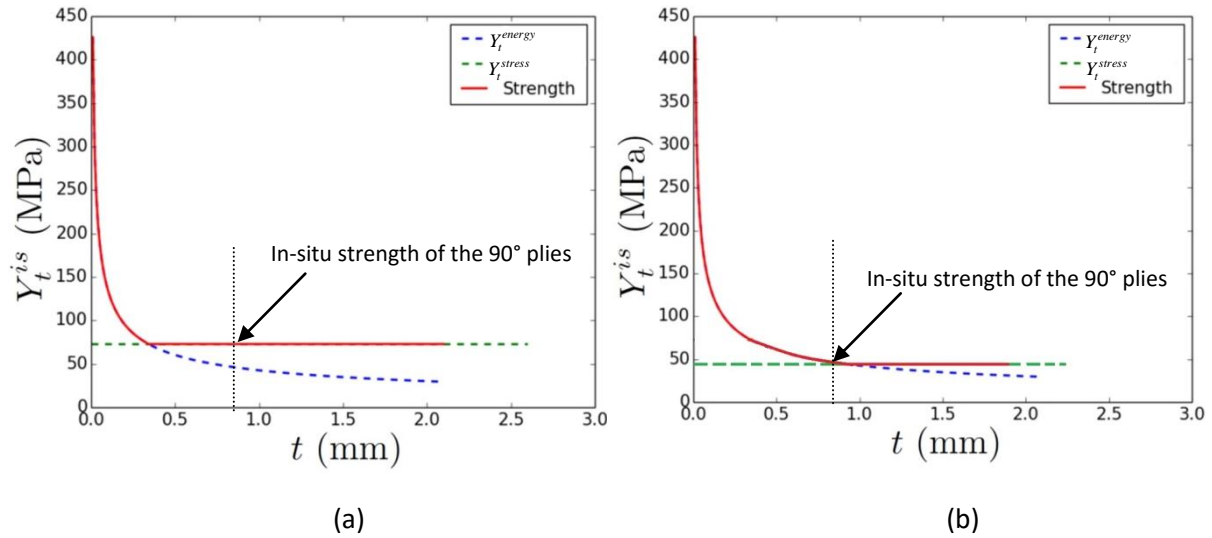 450
400
350
300
250
200
150
100
50
0
Y_t^{is} (MPa)
Y_t^{energy}
Y_t^{stress}
Strength
In-situ strength of the 90° plies
0.0 0.5 1.0 1.5 2.0 2.5 3.0
t (mm)
(a)
450
400
350
300
250
200
150
100
50
0
Y_t^{is} (MPa)
Y_t^{energy}
Y_t^{stress}
Strength
In-situ strength of the 90° plies
0.0 0.5 1.0 1.5 2.0 2.5 3.0
t (mm)
(b)